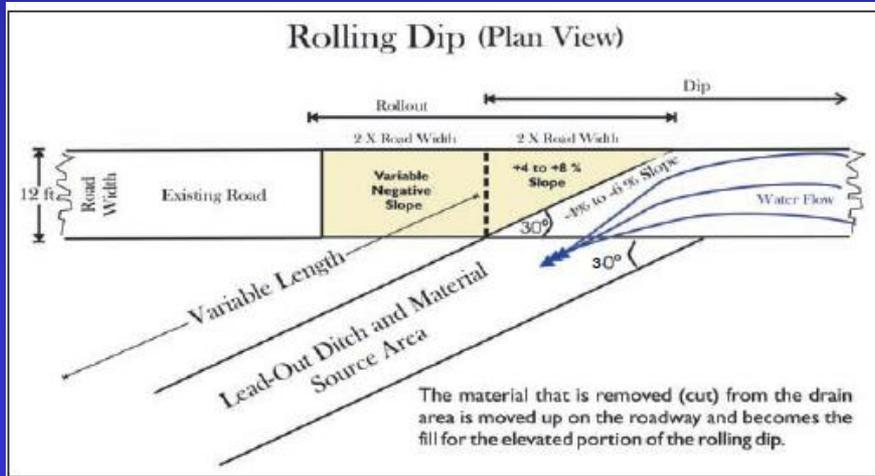 Rolling Dip (Plan View)
Dip
Rollout
2 X Road Width
2 X Road Width
12 ft
Road Width
Existing Road
Variable
Negative
Slope
+4 to +8 %
Slope
-4% to -6 % Slope
Water Flow
30°
30°
Variable Length
Lead-Out Ditch and Material
Source Area
The material that is removed (cut) from the drain
area is moved up on the roadway and becomes the
fill for the elevated portion of the rolling dip.